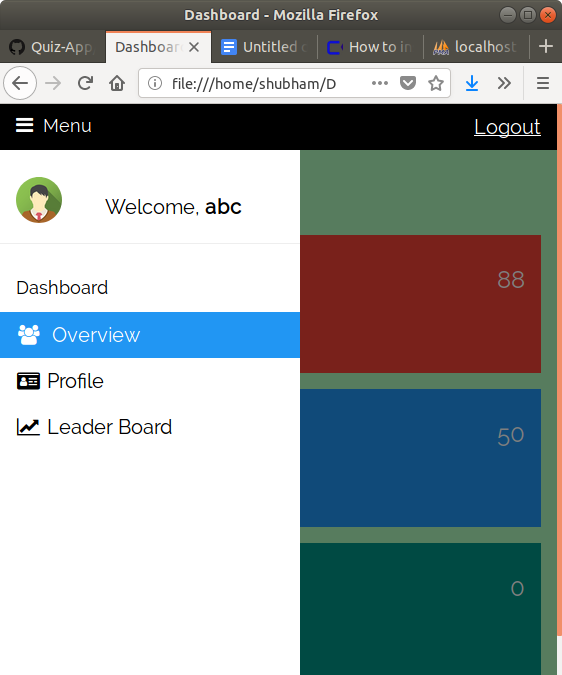 Dashboard - Mozilla Firefox
Quiz-App
Dashboard
Untitled
How to in
localhost
file:///home/shubham/D
Menu
Logout
Welcome, abc
Dashboard
88
Overview
Profile
50
Leader Board
0